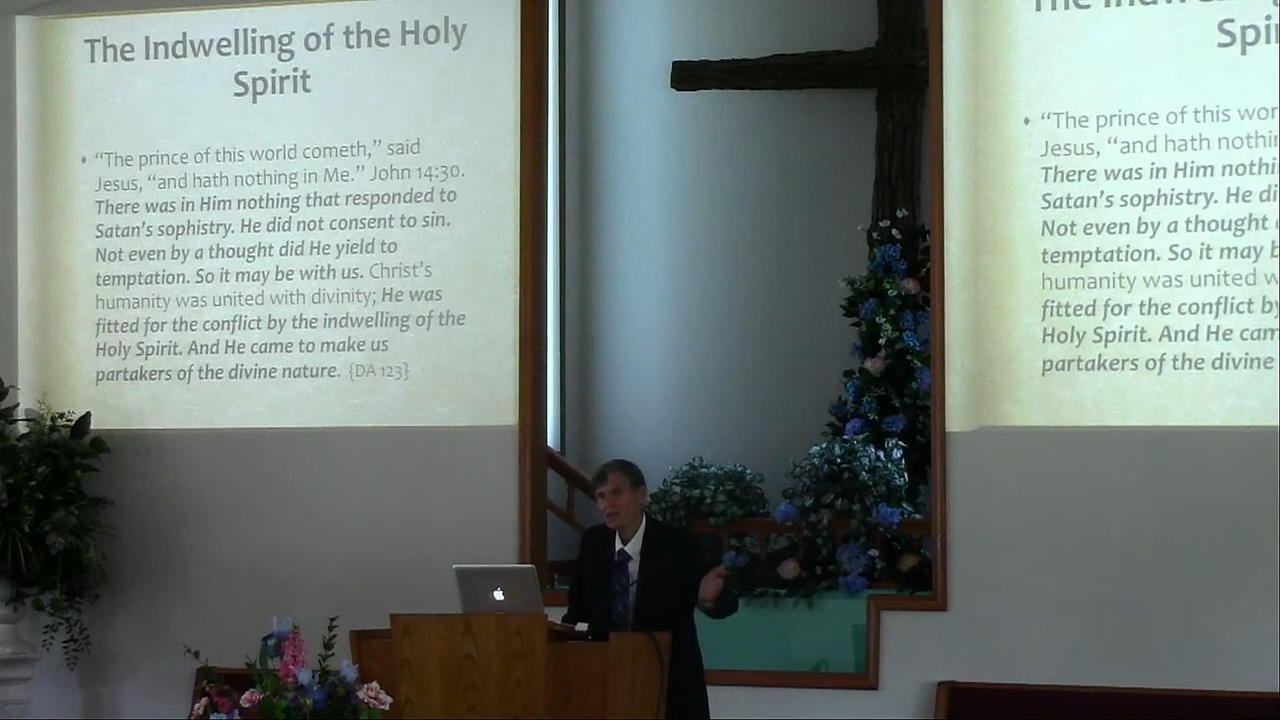 The Indwelling of the Holy
Spirit
• “The prince of this world cometh,” said
Jesus, “and hath nothing in Me.” John 14:30.
There was in Him nothing that responded to
Satan’s sophistry. He did not consent to sin.
Not even by a thought did He yield to
temptation. So it may be with us. Christ’s
humanity was united with divinity; He was
fitted for the conflict by the indwelling of the
Holy Spirit. And He came to make us
partakers of the divine nature. {DA 123}
• “The prince of this wor
Jesus, “and hath nothin
There was in Him nothi
Satan’s sophistry. He di
Not even by a thought
temptation. So it may b
humanity was united w
fitted for the conflict by
Holy Spirit. And He cam
partakers of the divine